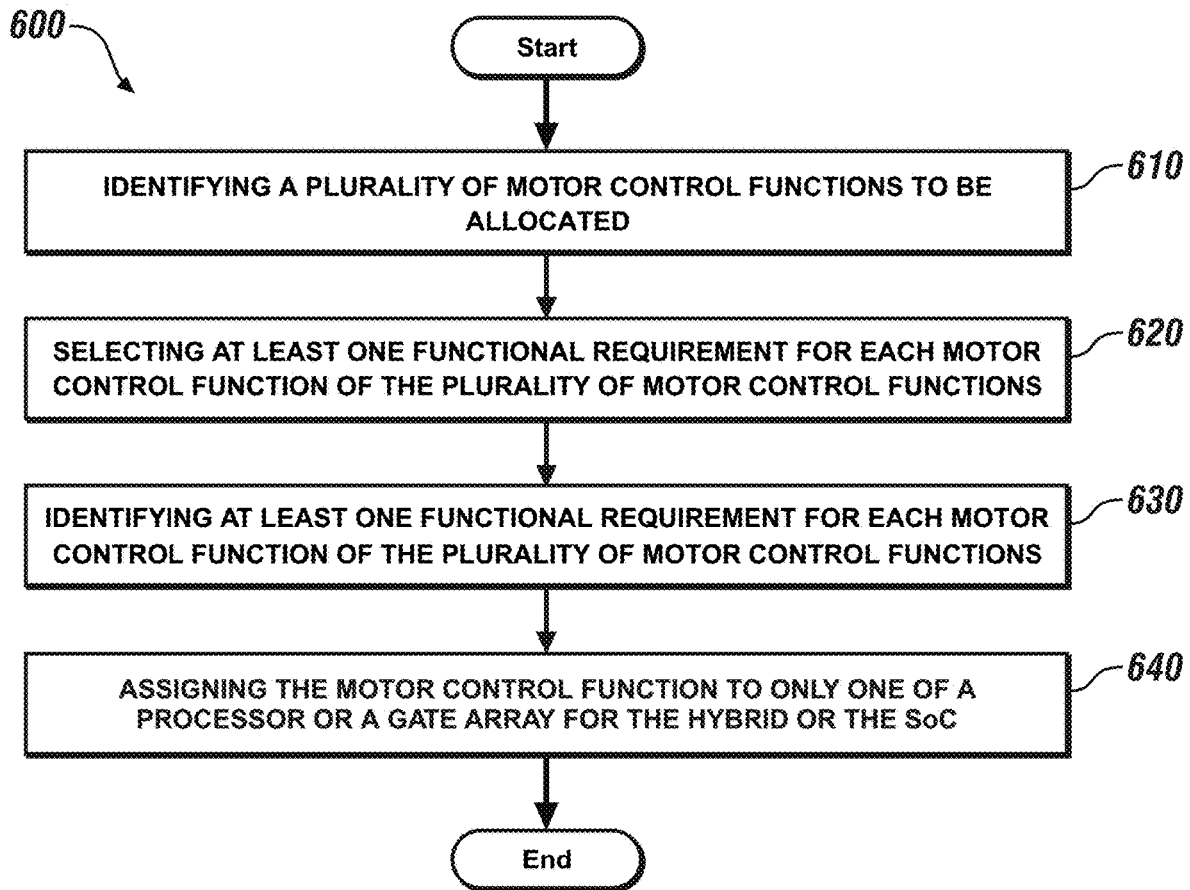 600
Start
IDENTIFYING A PLURALITY OF MOTOR CONTROL FUNCTIONS TO BE
ALLOCATED
610
SELECTING AT LEAST ONE FUNCTIONAL REQUIREMENT FOR EACH MOTOR
CONTROL FUNCTION OF THE PLURALITY OF MOTOR CONTROL FUNCTIONS
620
IDENTIFYING AT LEAST ONE FUNCTIONAL REQUIREMENT FOR EACH MOTOR
CONTROL FUNCTION OF THE PLURALITY OF MOTOR CONTROL FUNCTIONS
630
ASSIGNING THE MOTOR CONTROL FUNCTION TO ONLY ONE OF A
PROCESSOR OR A GATE ARRAY FOR THE HYBRID OR THE SoC
640
End